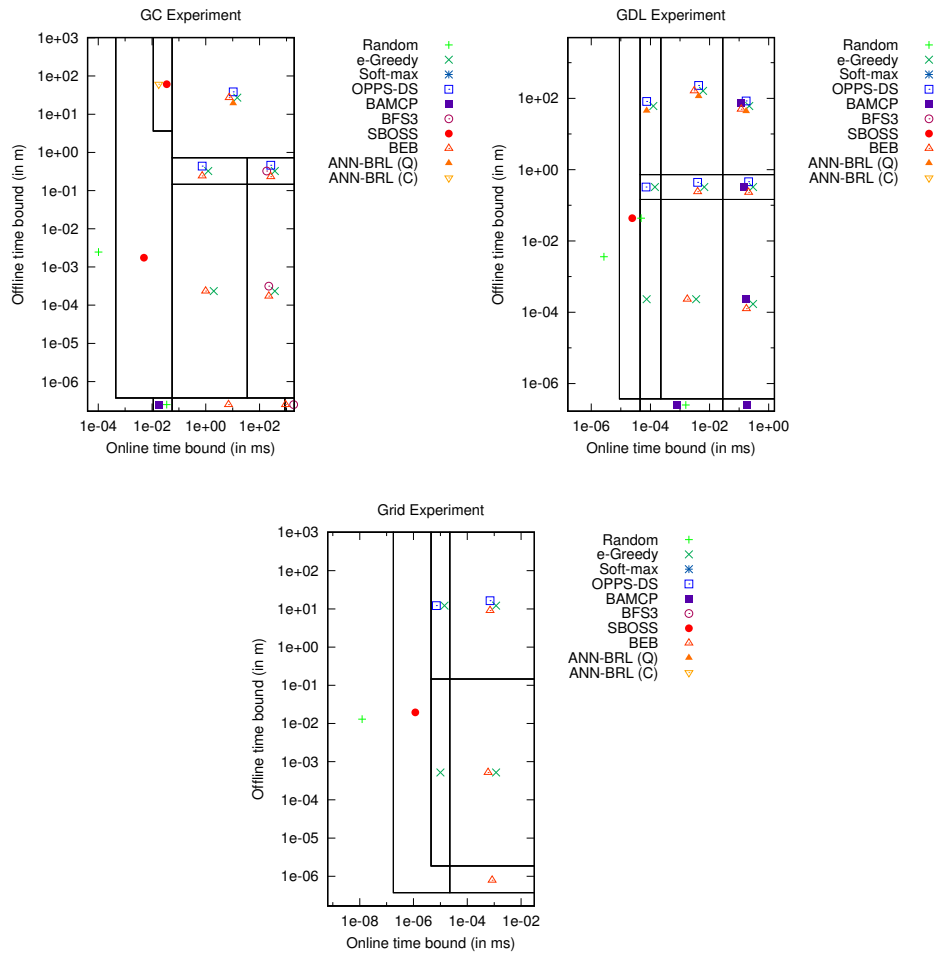 GC Experiment
1e+03
1e+02
1e+01
1e+00
1e-01
1e-02
1e-03
1e-04
1e-05
1e-06
1e-04
1e-02
1e+00
1e+02
Offline time bound (in m)
Online time bound (in ms)
Random
e-Greedy
Soft-max
OPPS-DS
BAMCP
BFS3
SBOSS
BEB
ANN-BRL (Q)
ANN-BRL (C)
GDL Experiment
1e+02
1e+00
1e-02
1e-04
1e-06
1e-06
1e-04
1e-02
1e+00
Offline time bound (in m)
Online time bound (in ms)
Random
e-Greedy
Soft-max
OPPS-DS
BAMCP
BFS3
SBOSS
BEB
ANN-BRL (Q)
ANN-BRL (C)
Grid Experiment
1e+03
1e+02
1e+01
1e+00
1e-01
1e-02
1e-03
1e-04
1e-05
1e-06
1e-08
1e-06
1e-04
1e-02
Offline time bound (in m)
Online time bound (in ms)
Random
e-Greedy
Soft-max
OPPS-DS
BAMCP
BFS3
SBOSS
BEB
ANN-BRL (Q)
ANN-BRL (C)